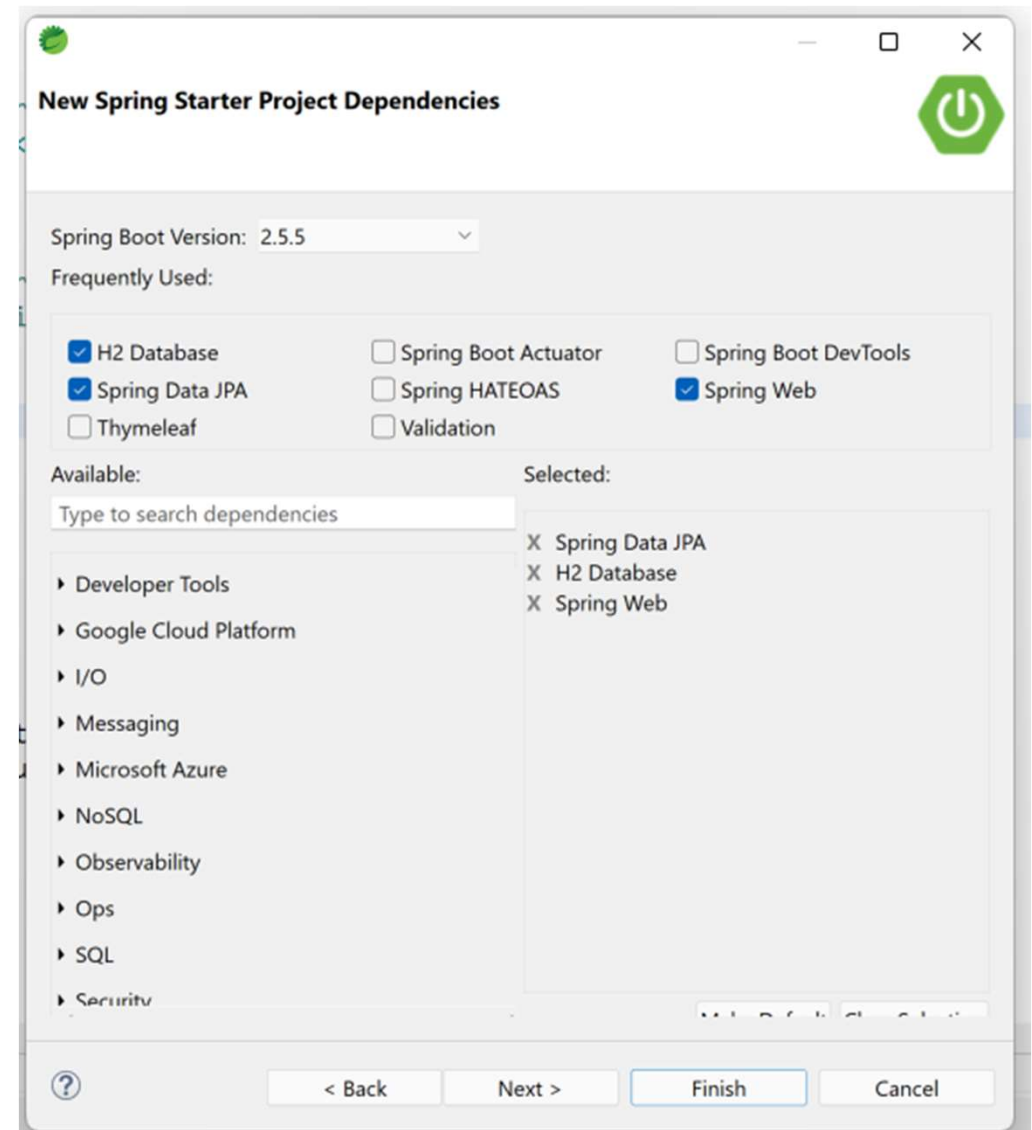 New Spring Starter Project Dependencies
Spring Boot Version: 2.5.5
Frequently Used:
H2 Database Spring Boot Actuator Spring Boot DevTools
Spring Data JPA Spring HATEOAS Spring Web
Thymeleaf Validation
Available: Selected:
Type to search dependencies
X Spring Data JPA
X H2 Database
X Spring Web
Developer Tools
Google Cloud Platform
I/O
Messaging
Microsoft Azure
NoSQL
Observability
Ops
SQL
Security
? < Back Next > Finish Cancel